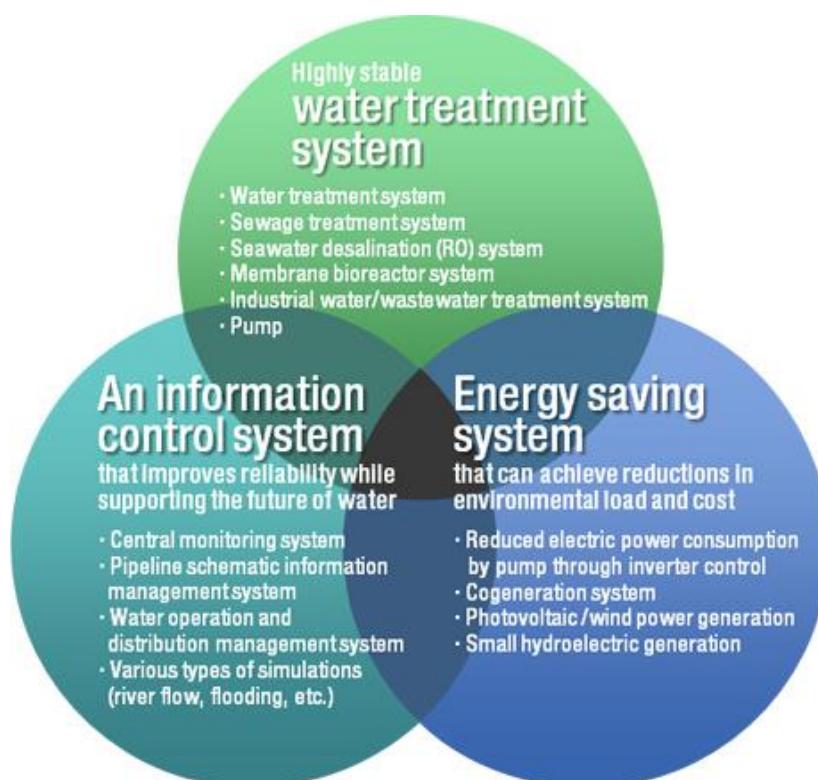 Highly stable
water treatment
system
· Water treatment system
· Sewage treatment system
· Seawater desalination (RO) system
· Membrane bioreactor system
· Industrial water/wastewater treatment system
· Pump
An information
control system
that improves reliability while
supporting the future of water
· Central monitoring system
· Pipeline schematic information
management system
· Water operation and
distribution management system
· Various types of simulations
(river flow, flooding, etc.)
Energy saving
system
that can achieve reductions in
environmental load and cost
· Reduced electric power consumption
by pump through inverter control
· Cogeneration system
· Photovoltaic/wind power generation
· Small hydroelectric generation